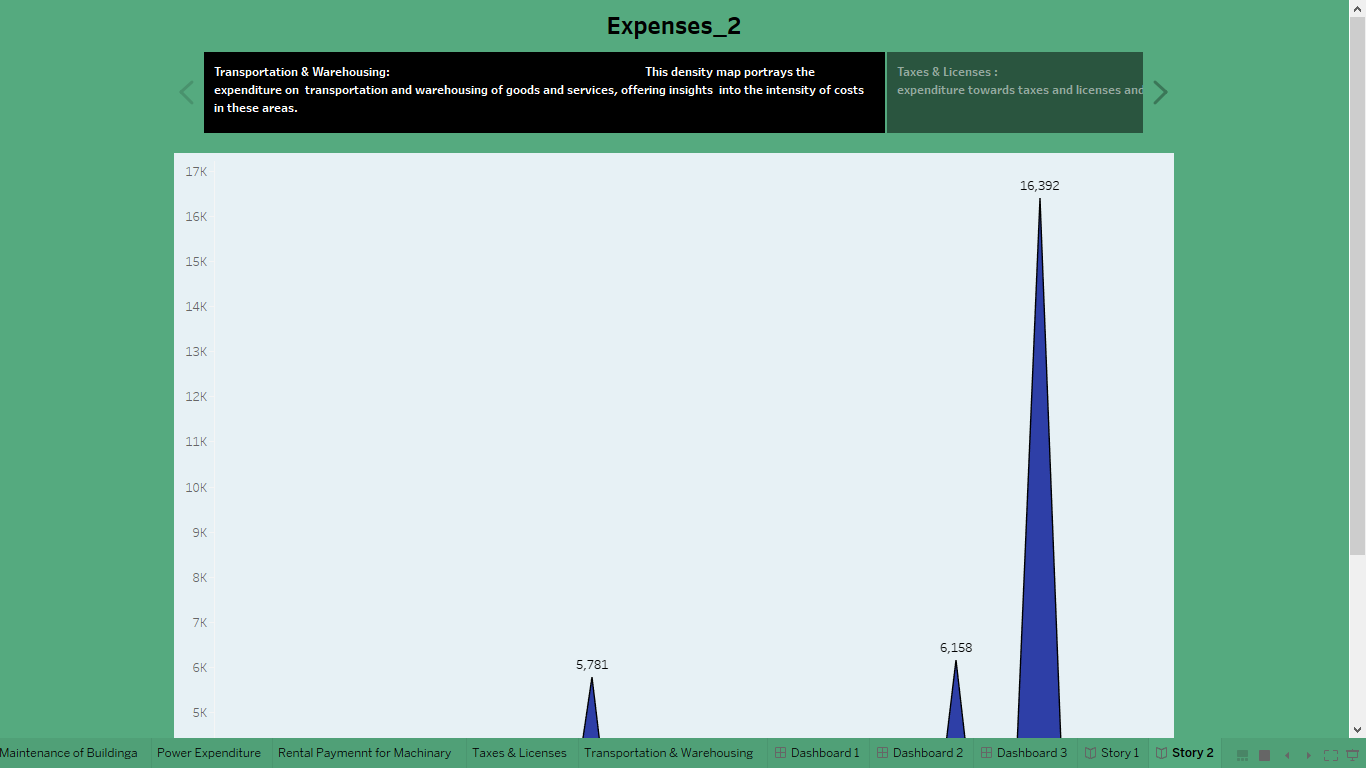 Expenses_2
Transportation & Warehousing: This density map portrays the
expenditure on transportation and warehousing of goods and services, offering insights into the intensity of costs
in these areas.
Taxes & Licenses :
expenditure towards taxes and licenses and
17K
16,392
16K
15K
14K
13K
12K
11K
10K
9K
8K
7K
6,158
6K
5,781
5K
Maintenance of Buildinga
Power Expenditure
Rental Paymennt for Machinary
Taxes & Licenses
Transportation & Warehousing
Dashboard 1
Dashboard 2
Dashboard 3
Story 1
Story 2